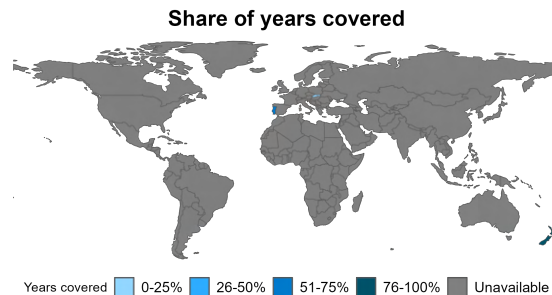 Share of years covered
Years covered 0-25% 26-50% 51-75% 76-100% Unavailable